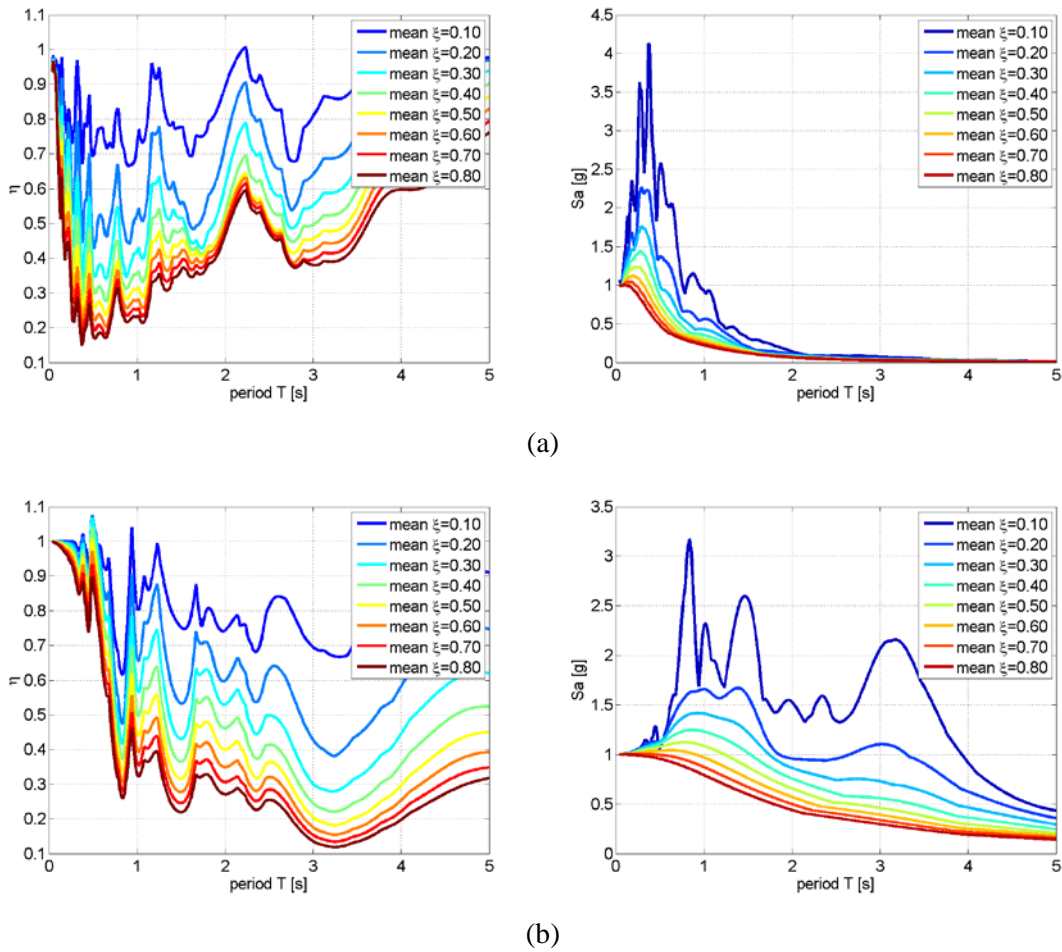 1.1
1
0.9
0.8
0.7
0.6
0.5
0.4
0.3
0.2
0.1
η
0 1 2 3 4 5
period T [s]
mean ξ=0.10
mean ξ=0.20
mean ξ=0.30
mean ξ=0.40
mean ξ=0.50
mean ξ=0.60
mean ξ=0.70
mean ξ=0.80
4.5
4
3.5
3
2.5
2
1.5
1
0.5
0
Sa [g]
0 1 2 3 4 5
period T [s]
mean ξ=0.10
mean ξ=0.20
mean ξ=0.30
mean ξ=0.40
mean ξ=0.50
mean ξ=0.60
mean ξ=0.70
mean ξ=0.80
(a)
1.1
1
0.9
0.8
0.7
0.6
0.5
0.4
0.3
0.2
0.1
η
0 1 2 3 4 5
period T [s]
mean ξ=0.10
mean ξ=0.20
mean ξ=0.30
mean ξ=0.40
mean ξ=0.50
mean ξ=0.60
mean ξ=0.70
mean ξ=0.80
3.5
3
2.5
2
1.5
1
0.5
0
Sa [g]
0 1 2 3 4 5
period T [s]
mean ξ=0.10
mean ξ=0.20
mean ξ=0.30
mean ξ=0.40
mean ξ=0.50
mean ξ=0.60
mean ξ=0.70
mean ξ=0.80
(b)